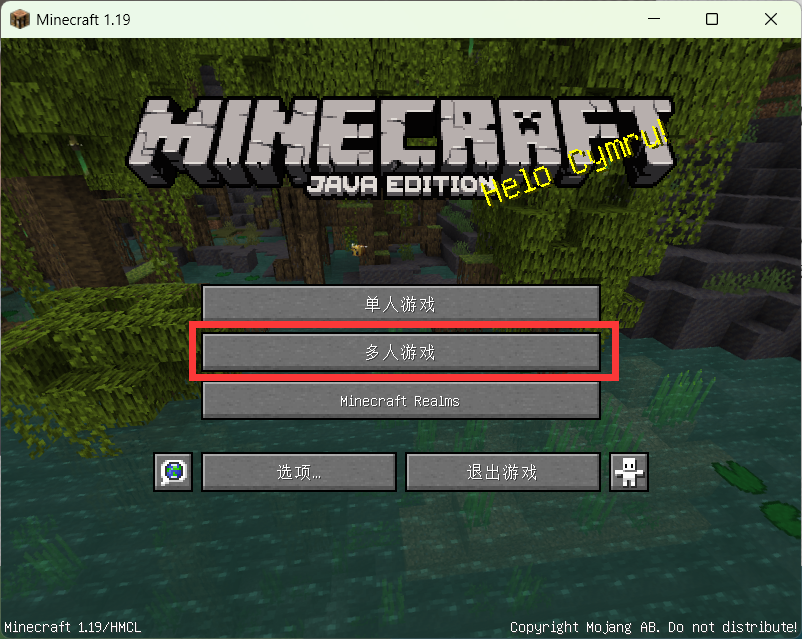 Minecraft 1.19
MINECRAFT
JAVA EDITION
Helo Cymru!
单人游戏
多人游戏
Minecraft Realms
选项...
退出游戏
Minecraft 1.19/HMCL
Copyright Mojang AB. Do not distribute!